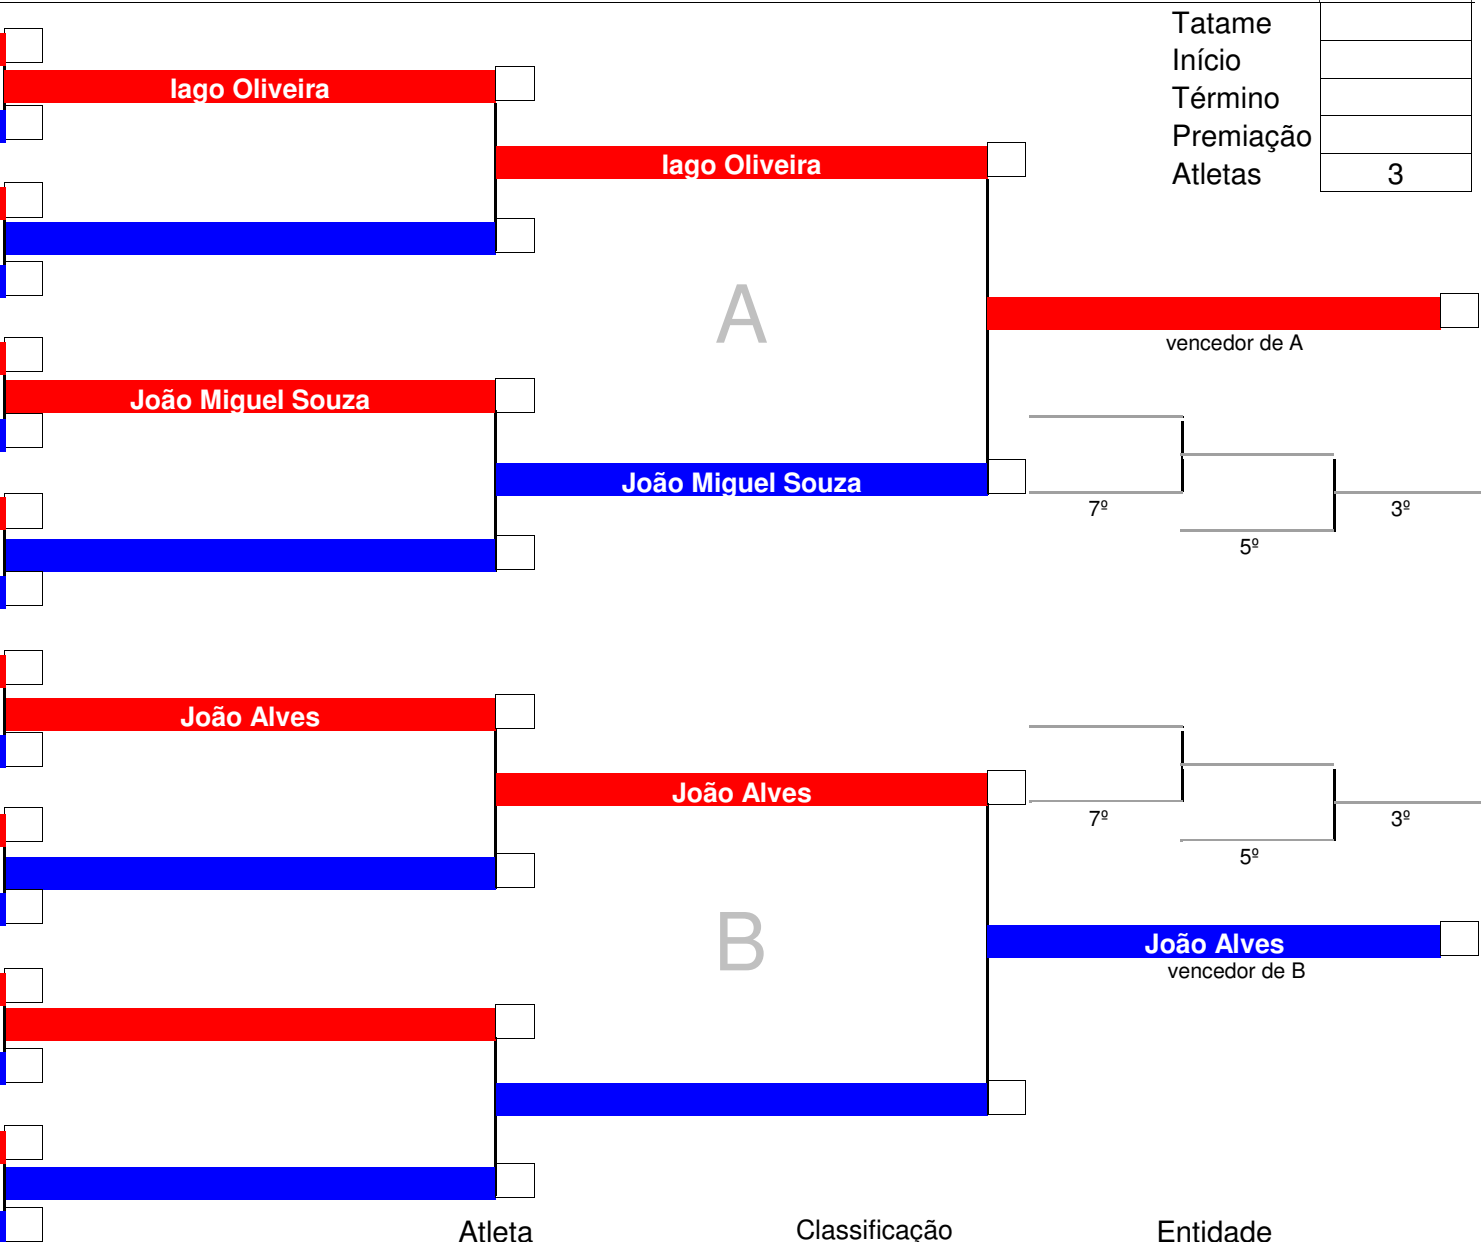 Tatame
Início
Término
Premiação
Atletas 3
Iago Oliveira
Iago Oliveira
A
vencedor de A
João Miguel Souza
João Miguel Souza
7º
3º
5º
João Alves
João Alves
7º
3º
5º
B
João Alves
vencedor de B
Atleta Classificação Entidade